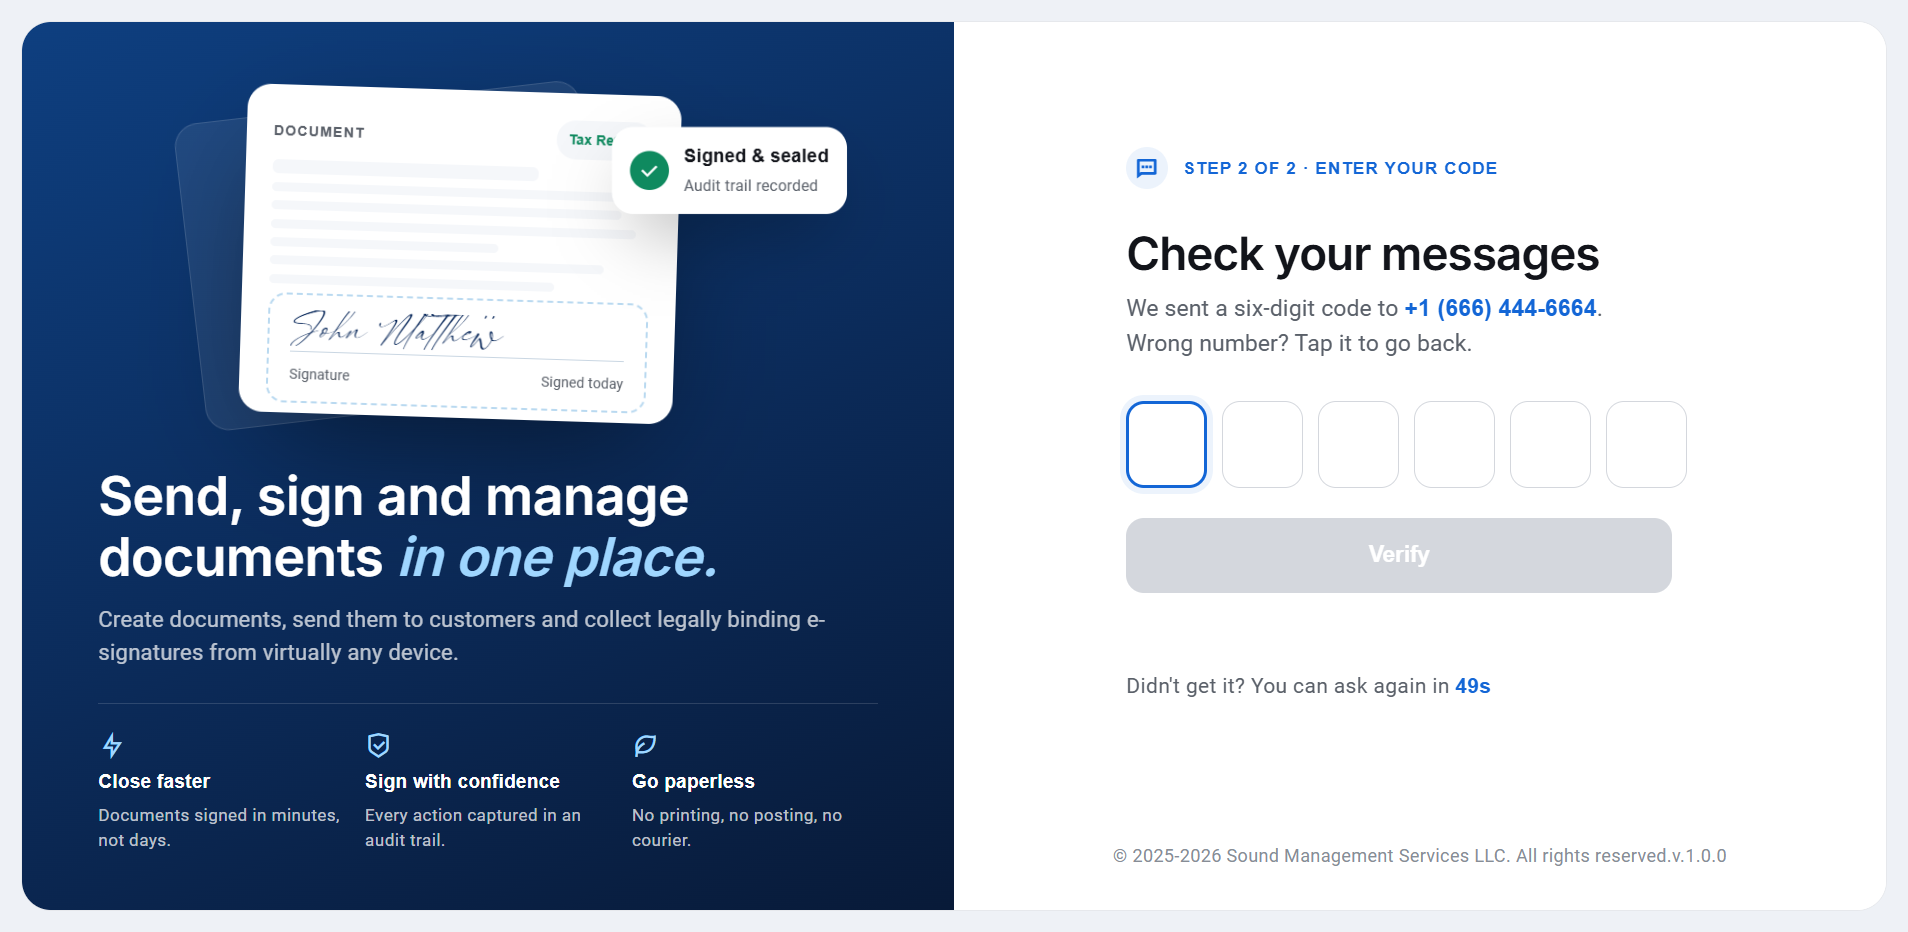 DOCUMENT
Tax Re
Signed & sealed
Audit trail recorded
John Matthew
Signature
Signed today
Send, sign and manage
documents in one place.
Create documents, send them to customers and collect legally binding e-
signatures from virtually any device.
Close faster
Documents signed in minutes,
not days.
Sign with confidence
Every action captured in an
audit trail.
Go paperless
No printing, no posting, no
courier.
STEP 2 OF 2 · ENTER YOUR CODE
Check your messages
We sent a six-digit code to +1 (666) 444-6664.
Wrong number? Tap it to go back.
Verify
Didn't get it? You can ask again in 49s
© 2025-2026 Sound Management Services LLC. All rights reserved.v.1.0.0